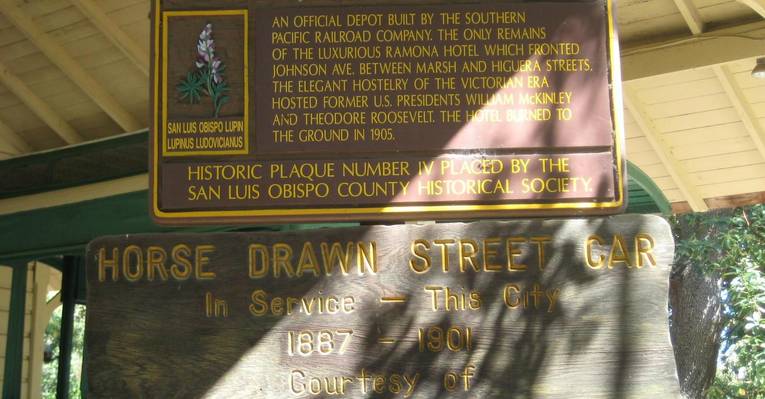 AN OFFICIAL DEPOT BUILT BY THE SOUTHERN
PACIFIC RAILROAD COMPANY. THE ONLY REMAINS
OF THE LUXURIOUS RAMONA HOTEL WHICH FRONTED
JOHNSON AVE. BETWEEN MARSH AND HIGUERA STREETS.
THE ELEGANT HOSTELRY OF THE VICTORIAN ERA
HOSTED FORMER U.S. PRESIDENTS WILLIAM McKINLEY
AND THEODORE ROOSEVELT. THE HOTEL BURNED TO
THE GROUND IN 1905.
SAN LUIS OBISPO LUPIN
LUPINUS LUDOVICIANUS
HISTORIC PLAQUE NUMBER IV PLACED BY THE
SAN LUIS OBISPO COUNTY HISTORICAL SOCIETY.
HORSE DRAWN STREET CAR
In Service – This City
1887 – 1901
Courtesy of